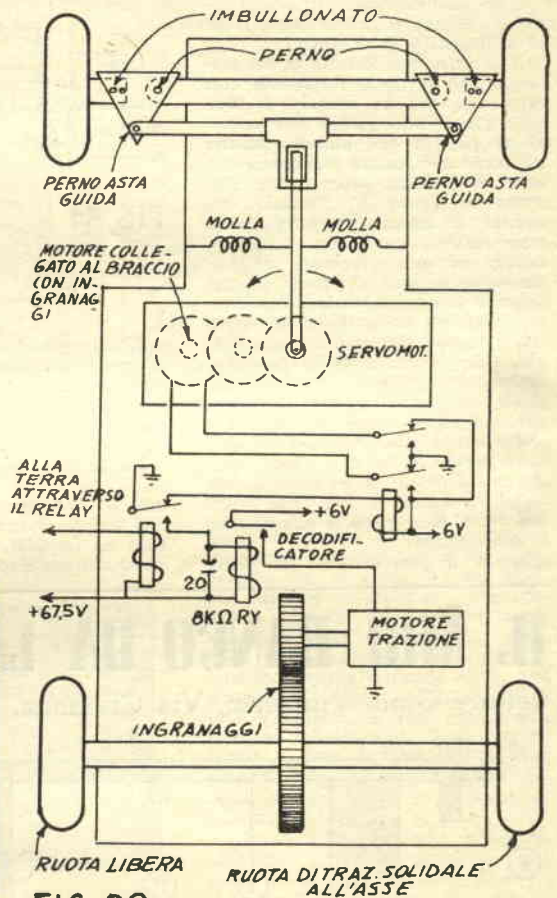 IMBULLONATO
PERNO
PERNO ASTA
GUIDA
PERNO ASTA
GUIDA
MOLLA
MOLLA
MOTORE COLLE-
GATO AL BRACCIO
CON IN-
GRANAG
GI
SERVOMOT.
ALLA
TERRA
ATTRAVERSO
IL RELAY
+6V
DECODIFI-
CATORE
6V
20
+67,5V
8KΩ RY
MOTORE
TRAZIONE
INGRANAGGI
RUOTA LIBERA
RUOTA DI TRAZ. SOLIDALE
ALL'ASSE